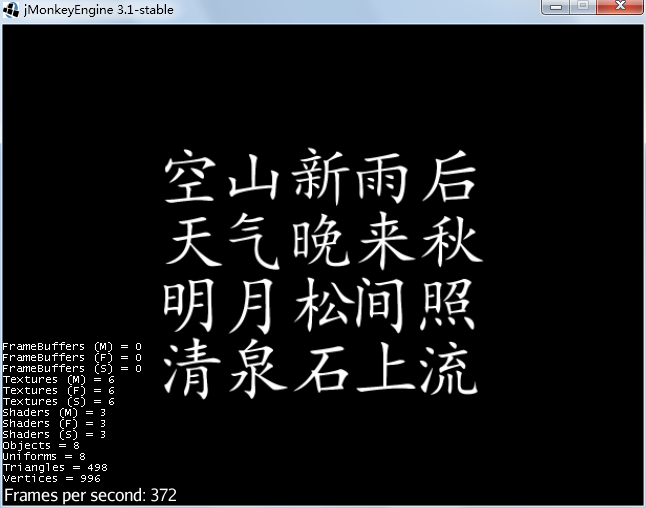 jMonkeyEngine 3.1-stable
空山新雨后
天气晚来秋
明月松间照
清泉石上流
FrameBuffers (M) = 0
FrameBuffers (F) = 0
FrameBuffers (S) = 0
Textures (M) = 6
Textures (F) = 6
Textures (S) = 6
Shaders (M) = 3
Shaders (F) = 3
Shaders (S) = 3
Objects = 8
Uniforms = 8
Triangles = 498
Vertices = 996
Frames per second: 372